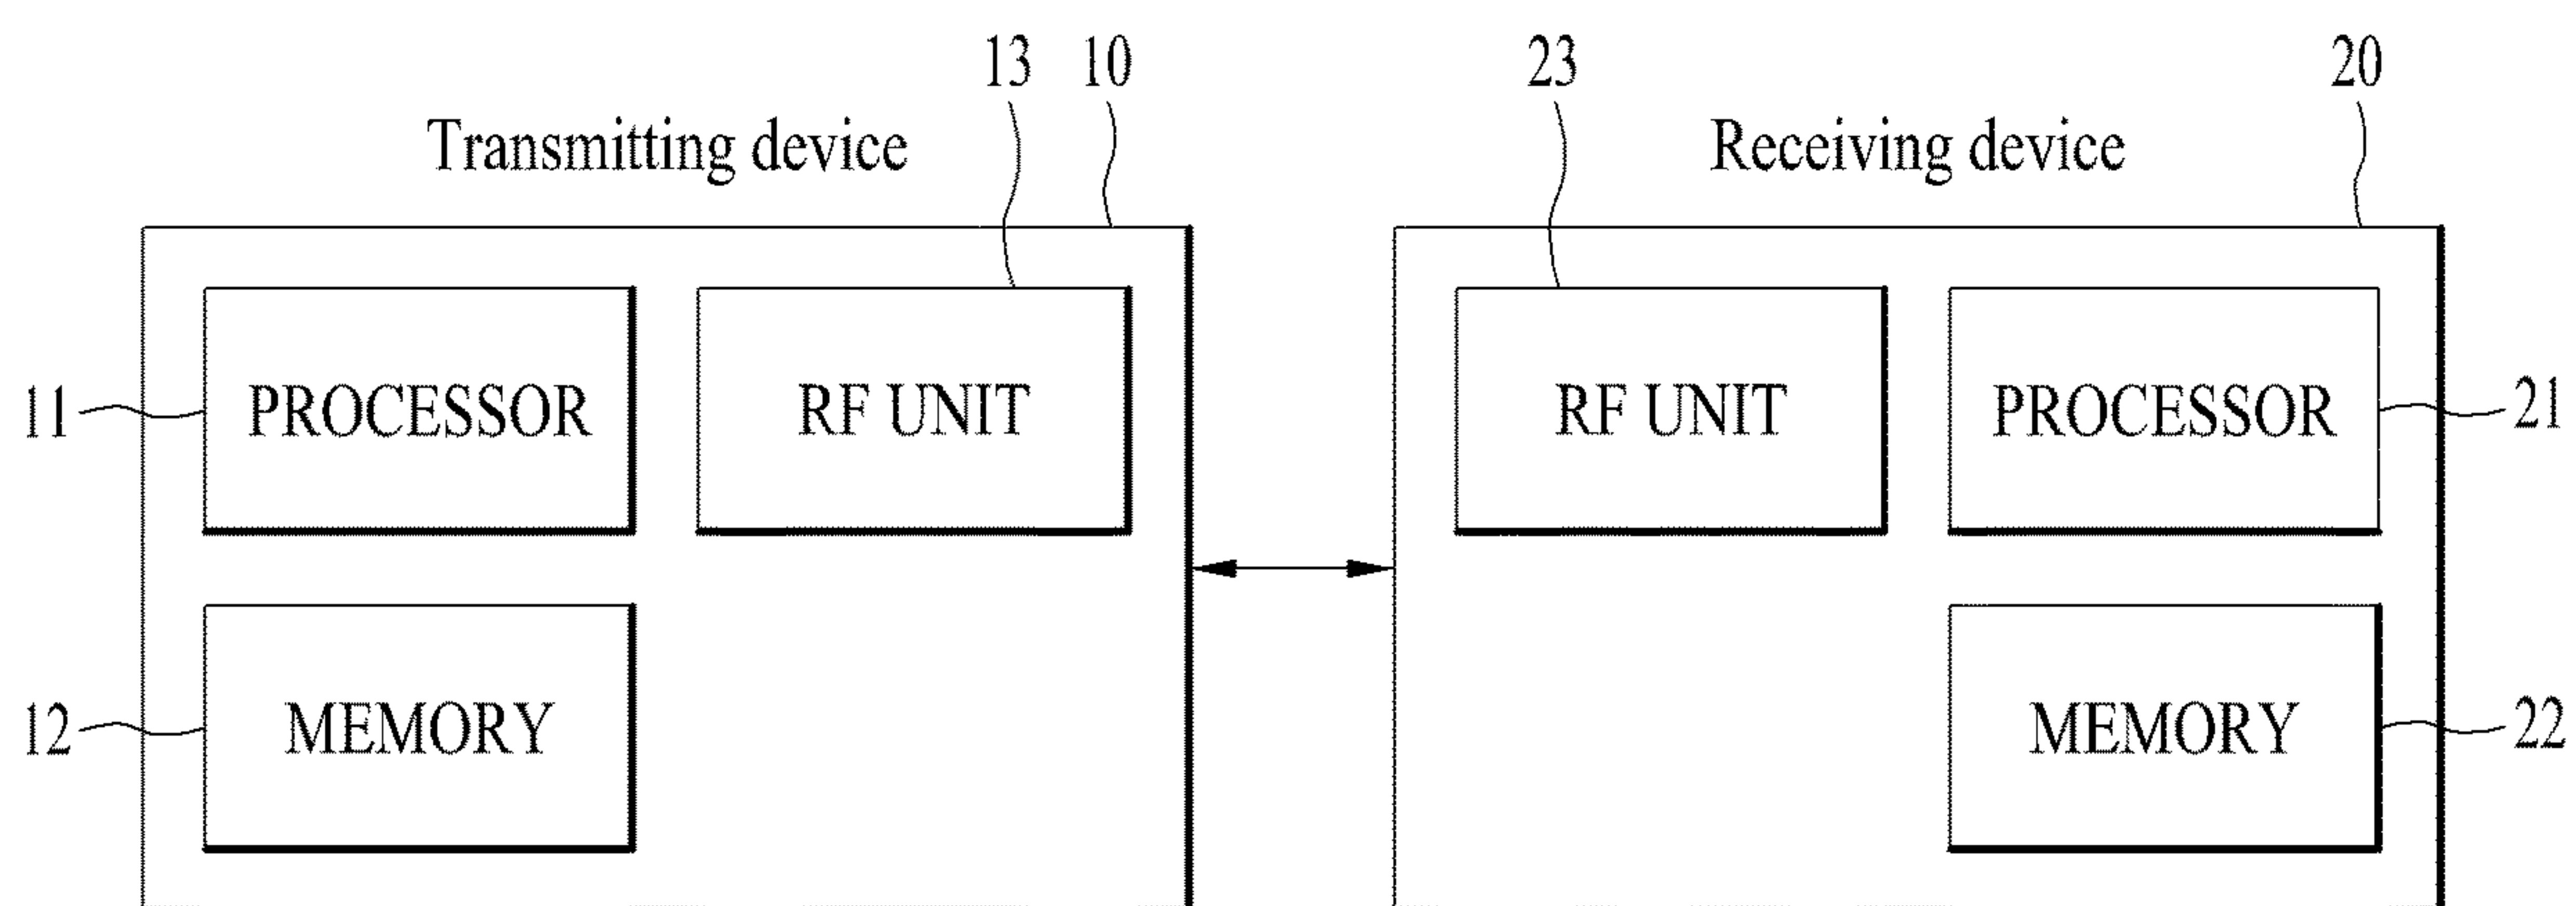 13 10 23 20
Transmitting device Receiving device
11 PROCESSOR RF UNIT RF UNIT PROCESSOR 21
12 MEMORY MEMORY 22